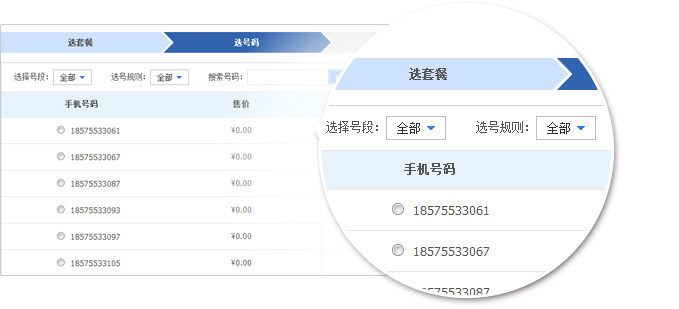 选套餐 选号码
选择号段： 全部 选号规则： 全部 搜索号码：
手机号码 售价
18575533061 ¥0.00
18575533067 ¥0.00
18575533087 ¥0.00
18575533093 ¥0.00
18575533097 ¥0.00
18575533105 ¥0.00
选套餐
选择号段： 全部 选号规则： 全部
手机号码
18575533061
18575533067
18575533087